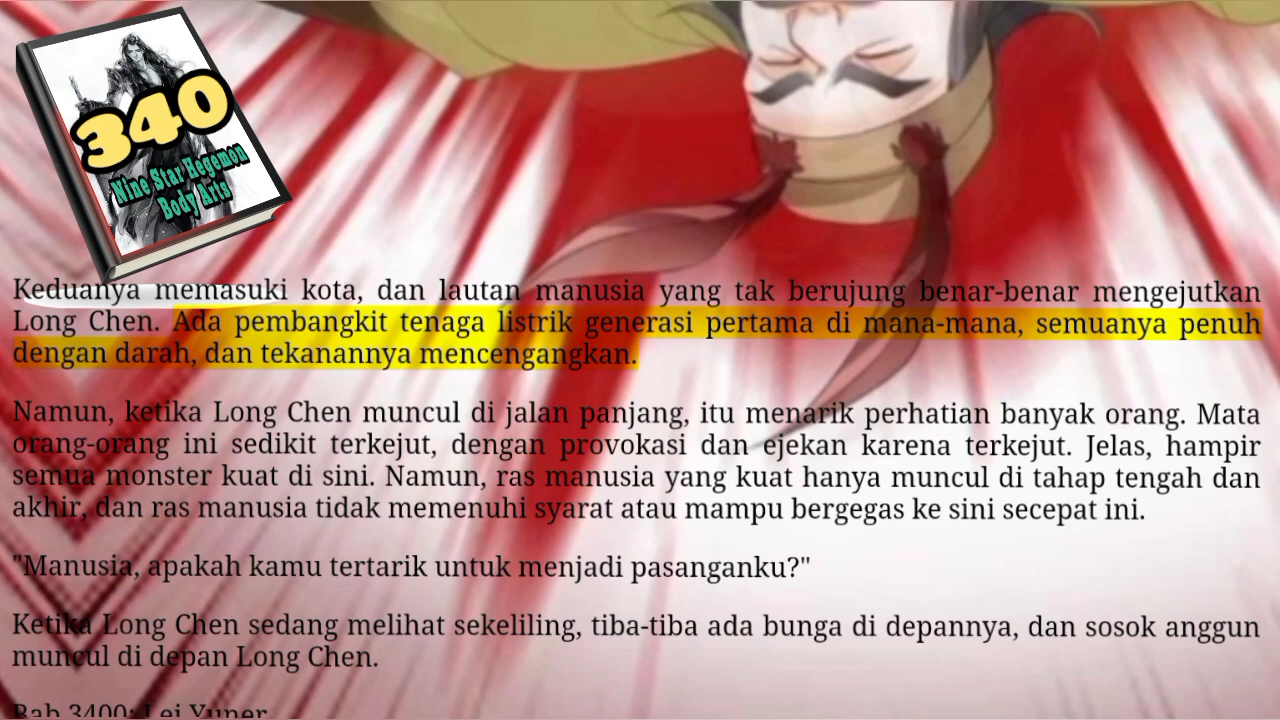 340
Nine Star Hegemon
Body Arts
Keduanya memasuki kota, dan lautan manusia yang tak berujung benar-benar mengejutkan
Long Chen. Ada pembangkit tenaga listrik generasi pertama di mana-mana, semuanya penuh
dengan darah, dan tekanannya mencengangkan.
Namun, ketika Long Chen muncul di jalan panjang, itu menarik perhatian banyak orang. Mata
orang-orang ini sedikit terkejut, dengan provokasi dan ejekan karena terkejut. Jelas, hampir
semua monster kuat di sini. Namun, ras manusia yang kuat hanya muncul di tahap tengah dan
akhir, dan ras manusia tidak memenuhi syarat atau mampu bergegas ke sini secepat ini.
"Manusia, apakah kamu tertarik untuk menjadi pasanganku?"
Ketika Long Chen sedang melihat sekeliling, tiba-tiba ada bunga di depannya, dan sosok anggun
muncul di depan Long Chen.
Bab 3400: Lei Yuner